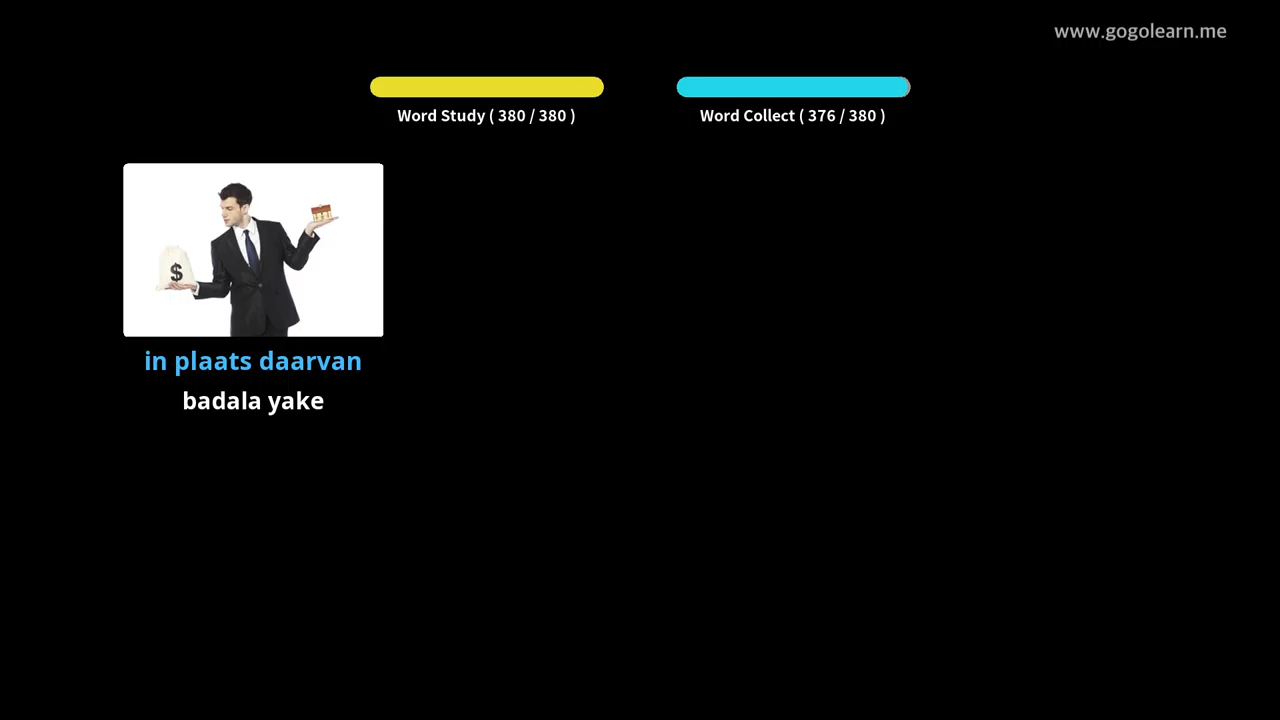 www.gogolearn.me
Word Study ( 380 / 380 )
Word Collect ( 376 / 380 )
$
in plaats daarvan
badala yake